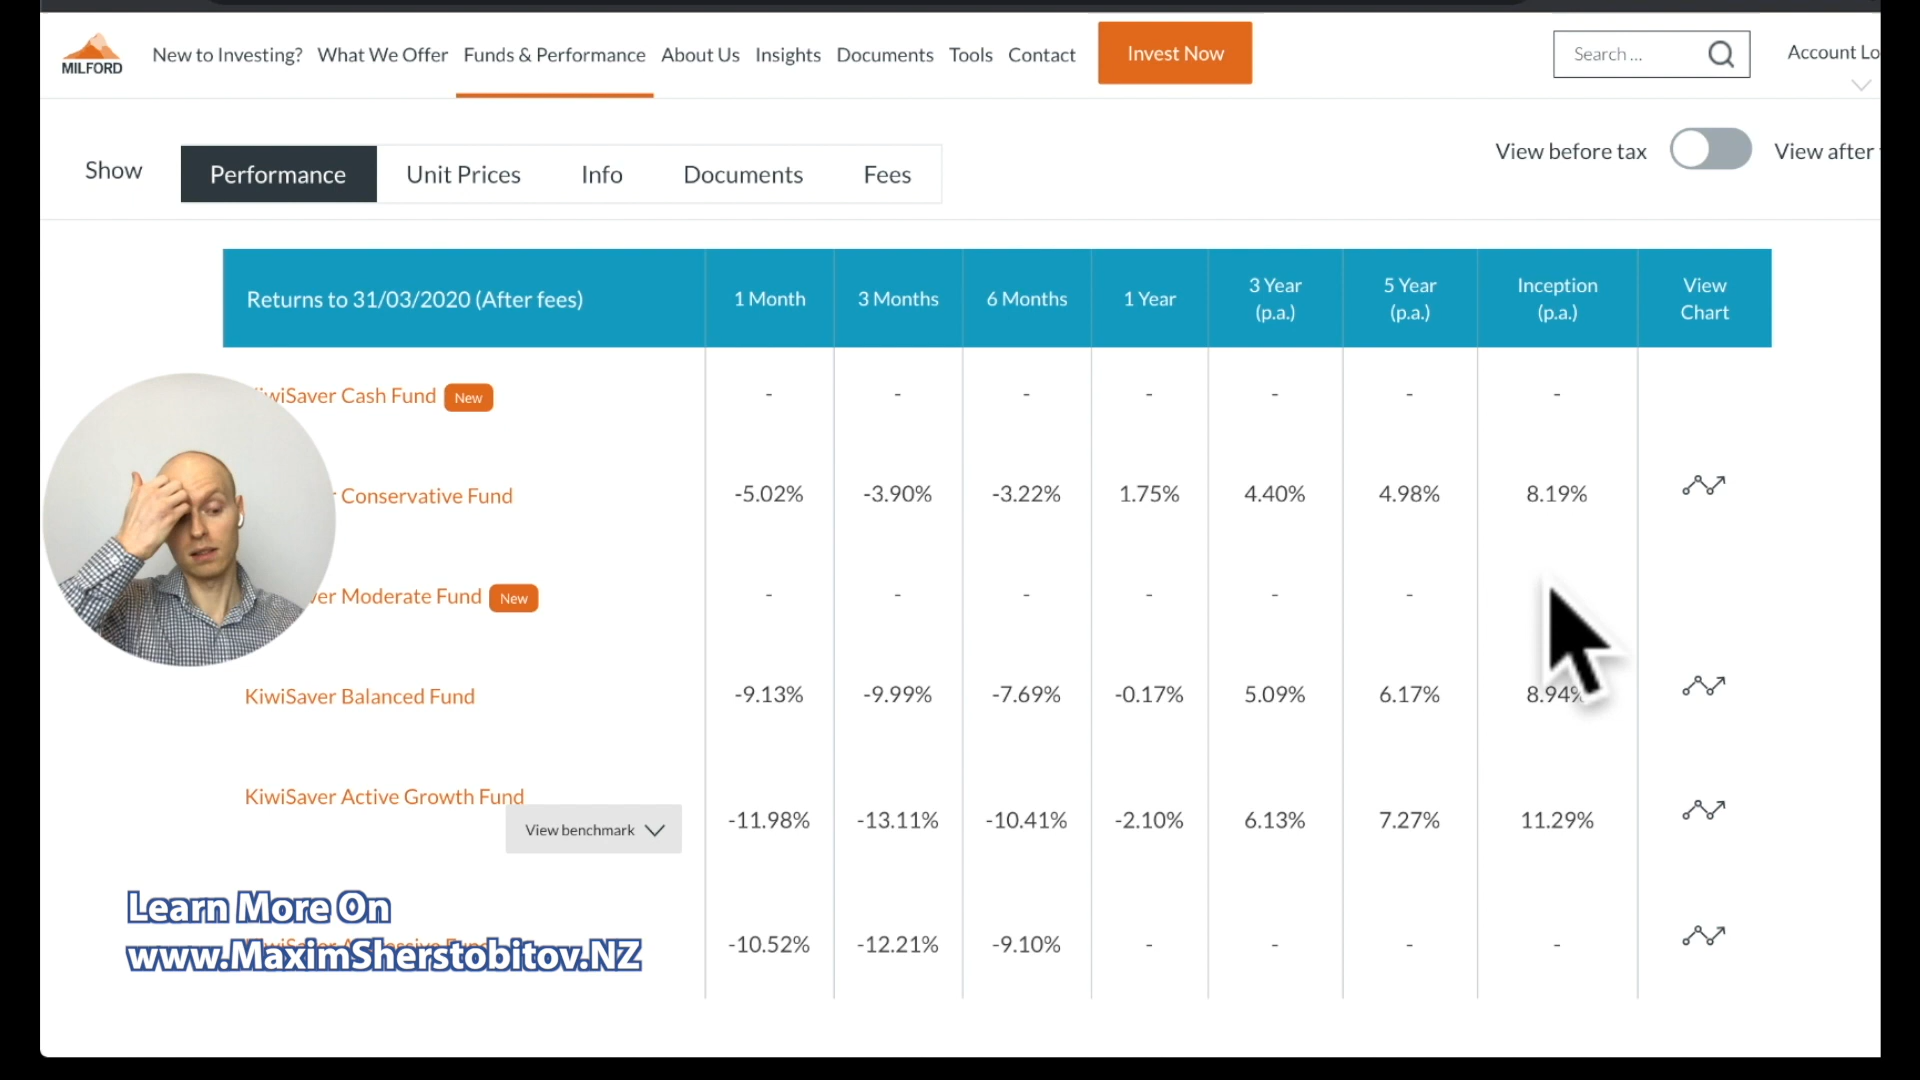 MILFORD
New to Investing? What We Offer Funds & Performance About Us Insights Documents Tools Contact Invest Now Search ... Account Lo
Show Performance Unit Prices Info Documents Fees View before tax View after
Returns to 31/03/2020 (After fees) 1 Month 3 Months 6 Months 1 Year 3 Year (p.a.) 5 Year (p.a.) Inception (p.a.) View Chart
wiSaver Cash Fund New - - - - - - -
Conservative Fund -5.02% -3.90% -3.22% 1.75% 4.40% 4.98% 8.19%
er Moderate Fund New - - - - - -
KiwiSaver Balanced Fund -9.13% -9.99% -7.69% -0.17% 5.09% 6.17% 8.94%
KiwiSaver Active Growth Fund
View benchmark -11.98% -13.11% -10.41% -2.10% 6.13% 7.27% 11.29%
-10.52% -12.21% -9.10% - - - -
Learn More On
www.MaximSherstobitov.NZ